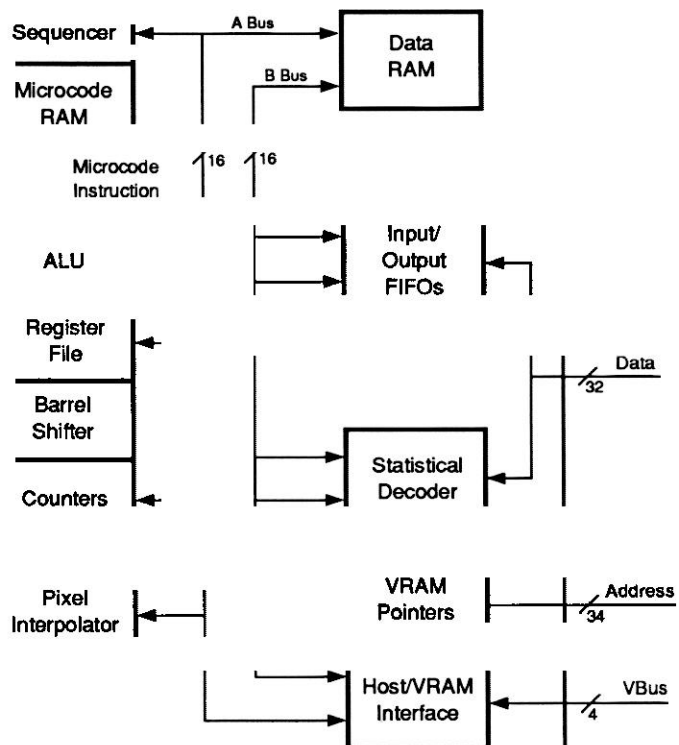 Sequencer
A Bus
Data
RAM
Microcode
RAM
B Bus
Microcode
Instruction
16
16
ALU
Input/
Output
FIFOs
Register
File
Data
32
Barrel
Shifter
Statistical
Decoder
Counters
Pixel
Interpolator
VRAM
Pointers
Address
34
Host/VRAM
Interface
VBus
4